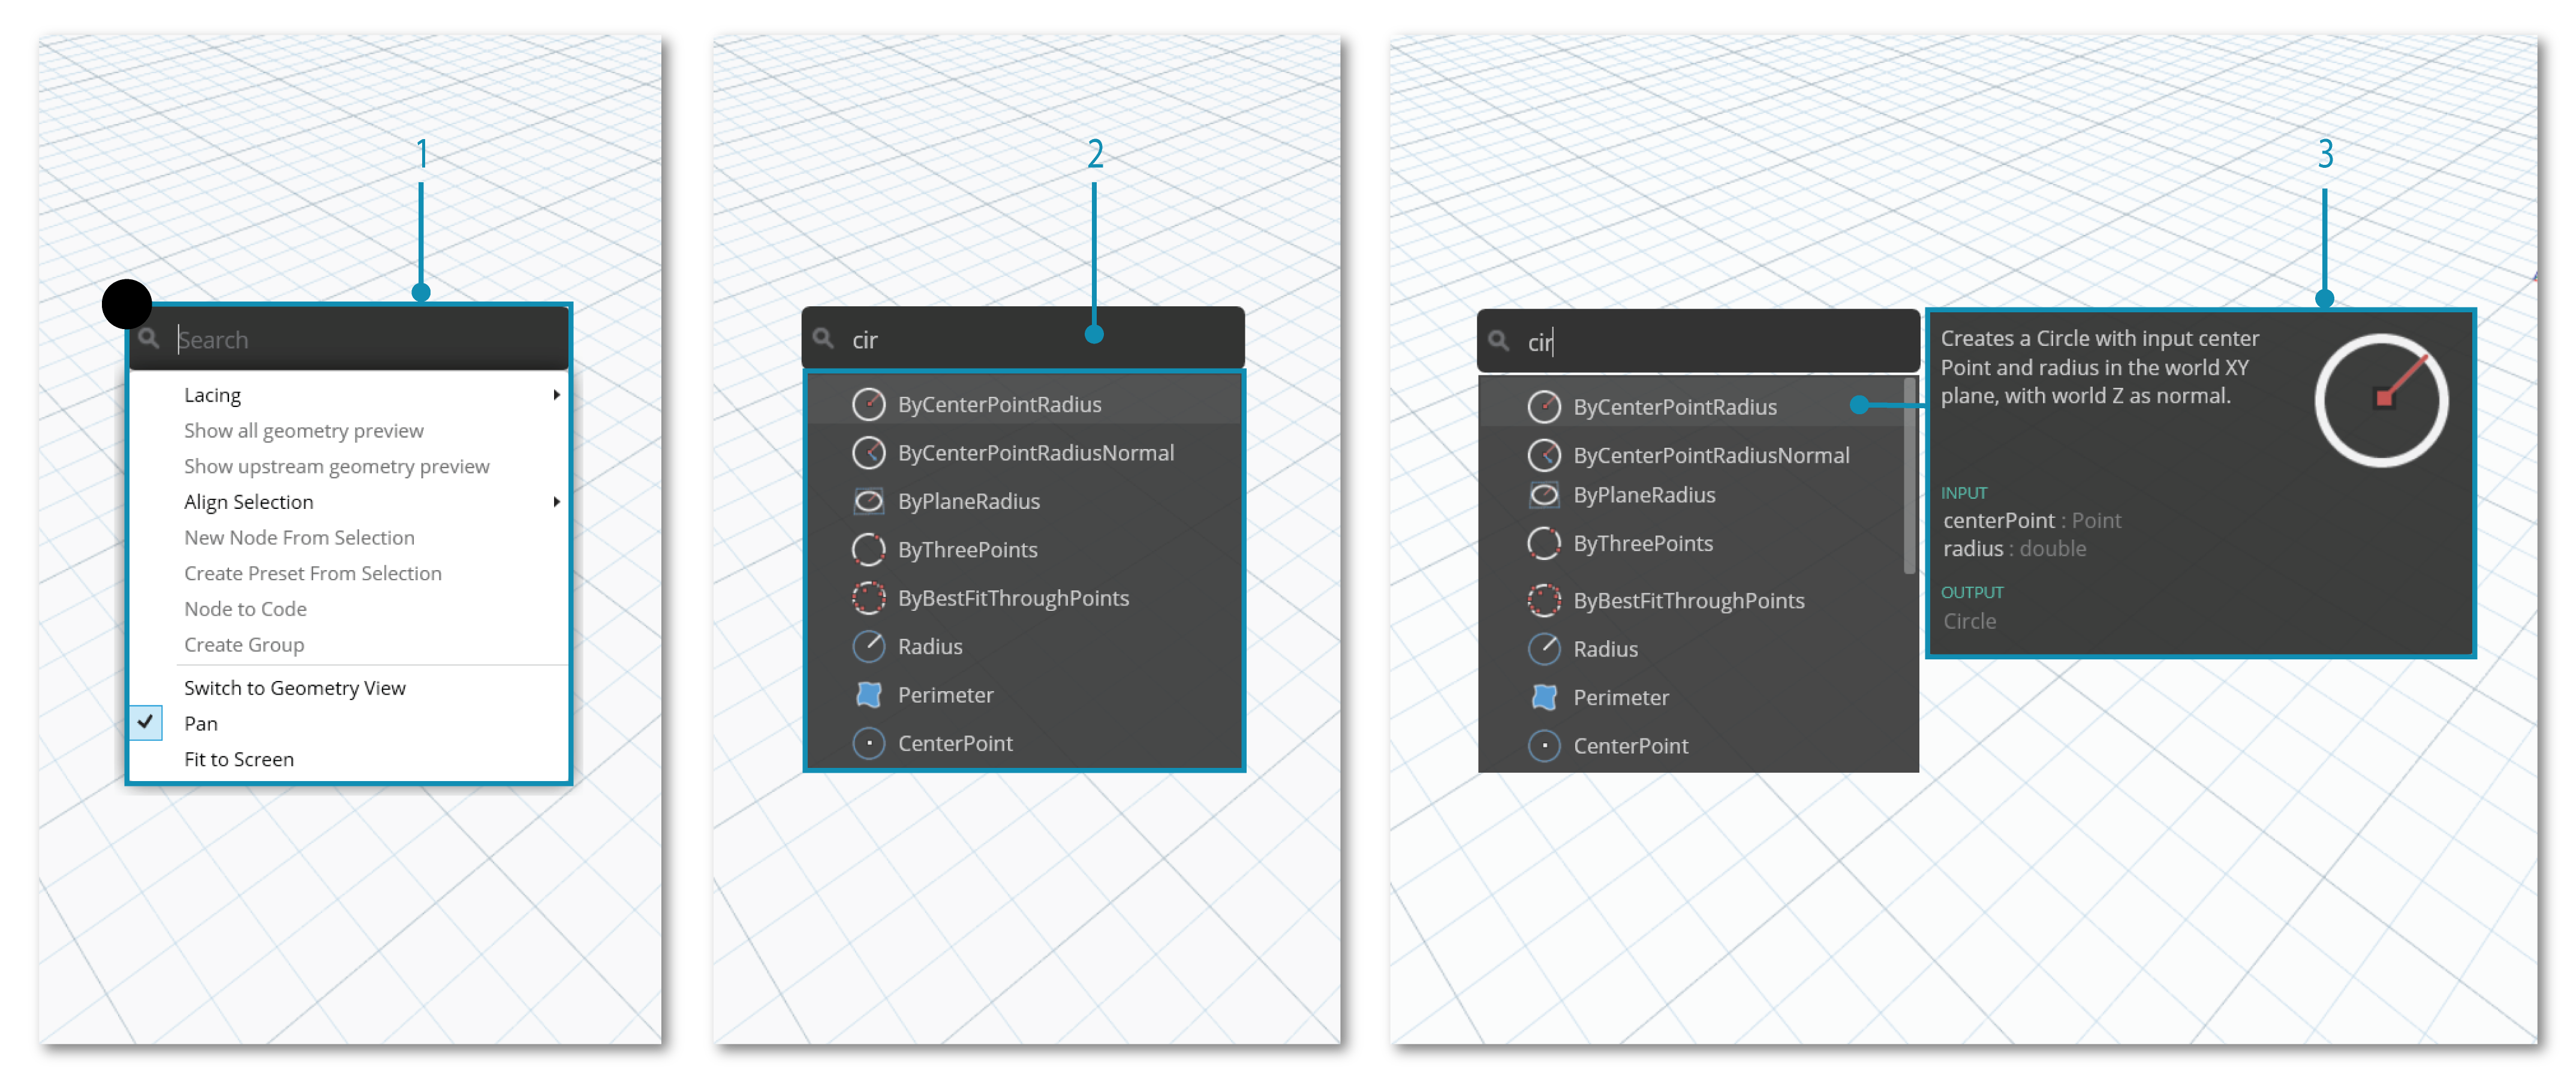 1
Search
Lacing
Show all geometry preview
Show upstream geometry preview
Align Selection
New Node From Selection
Create Preset From Selection
Node to Code
Create Group
Switch to Geometry View
Pan
Fit to Screen
2
cir
ByCenterPointRadius
ByCenterPointRadiusNormal
ByPlaneRadius
ByThreePoints
ByBestFitThroughPoints
Radius
Perimeter
CenterPoint
3
cir
ByCenterPointRadius
ByCenterPointRadiusNormal
ByPlaneRadius
ByThreePoints
ByBestFitThroughPoints
Radius
Perimeter
CenterPoint
Creates a Circle with input center
Point and radius in the world XY
plane, with world Z as normal.
INPUT
centerPoint : Point
radius : double
OUTPUT
Circle